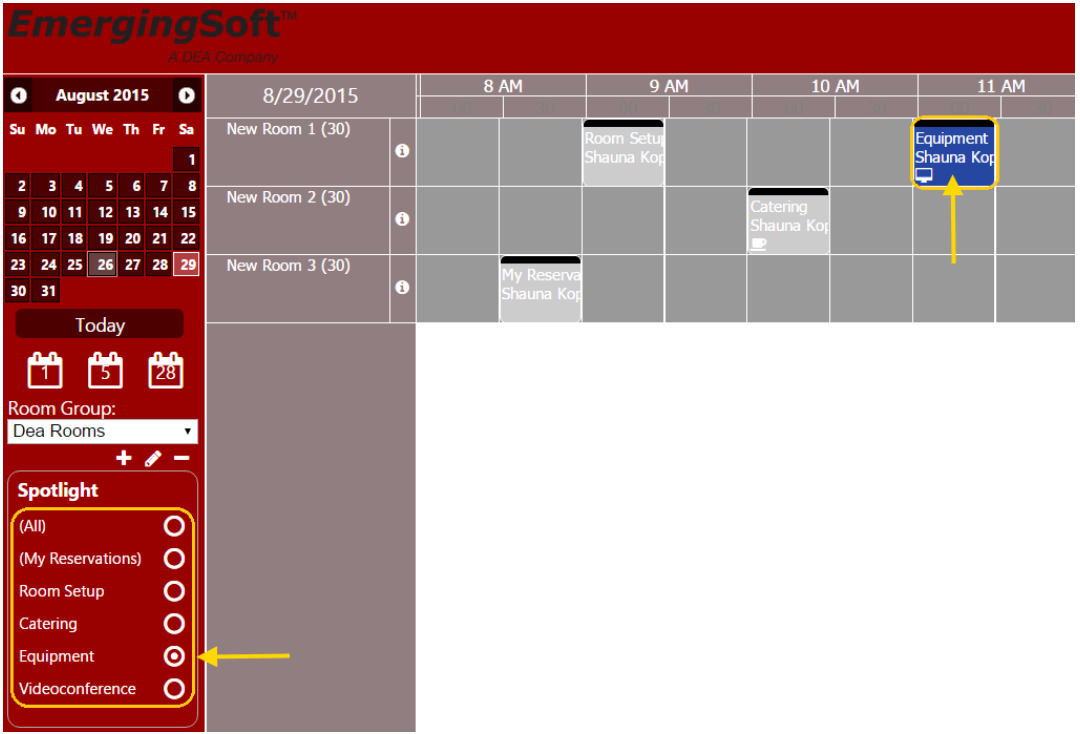 EmergingSoft™
A DEA Company
August 2015
Su Mo Tu We Th Fr Sa
1
2 3 4 5 6 7 8
9 10 11 12 13 14 15
16 17 18 19 20 21 22
23 24 25 26 27 28 29
30 31
Today
1 5 28
Room Group:
Dea Rooms
Spotlight
(All)
(My Reservations)
Room Setup
Catering
Equipment
Videoconference
8/29/2015
8 AM 9 AM 10 AM 11 AM
00 30 00 30 00 30 00 30
New Room 1 (30)
Room Setup
Shauna Kop
Equipment
Shauna Kop
New Room 2 (30)
Catering
Shauna Kop
New Room 3 (30)
My Reserva
Shauna Kop